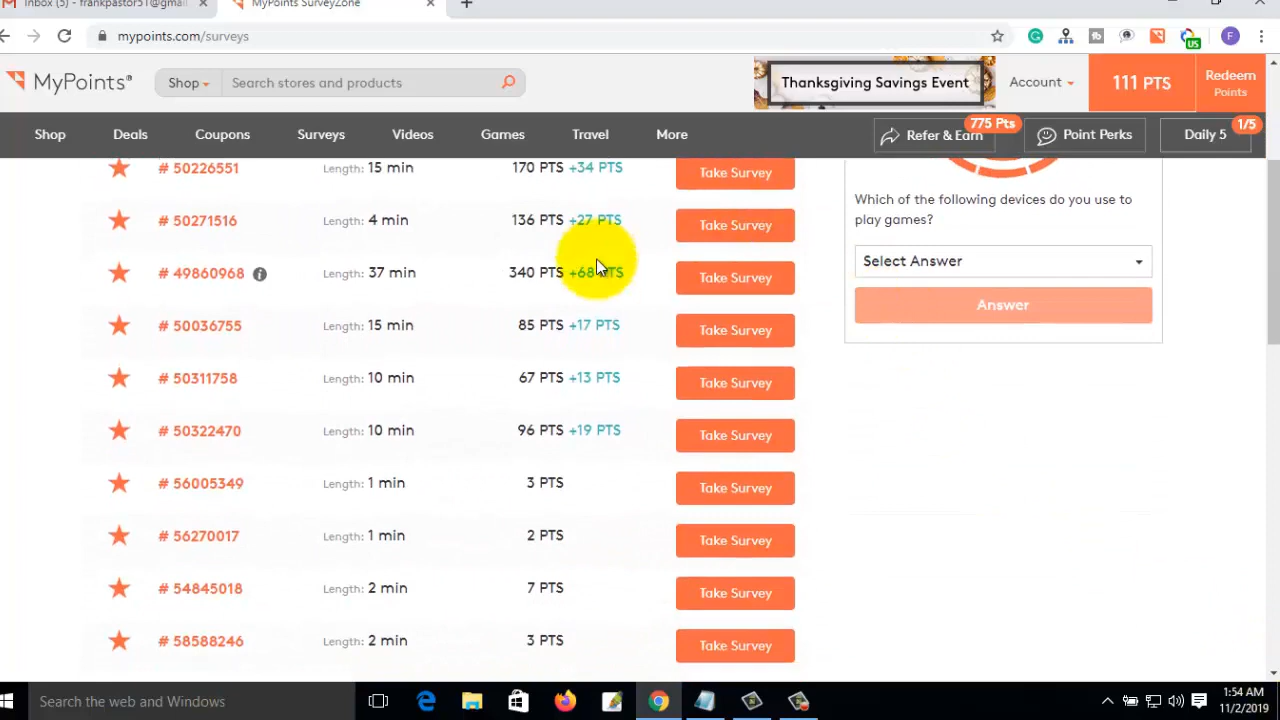 Inbox (5) - frankpastor51@gmail
MyPoints SurveyZone
mypoints.com/surveys
US
F
MyPoints®
Shop
Search stores and products
Thanksgiving Savings Event
Account
111 PTS
Redeem
Points
Shop
Deals
Coupons
Surveys
Videos
Games
Travel
More
Refer & Earn
775 Pts
Point Perks
Daily 5
1/5
# 50226551 Length: 15 min 170 PTS +34 PTS Take Survey
# 50271516 Length: 4 min 136 PTS +27 PTS Take Survey
# 49860968 Length: 37 min 340 PTS +68 PTS Take Survey
# 50036755 Length: 15 min 85 PTS +17 PTS Take Survey
# 50311758 Length: 10 min 67 PTS +13 PTS Take Survey
# 50322470 Length: 10 min 96 PTS +19 PTS Take Survey
# 56005349 Length: 1 min 3 PTS Take Survey
# 56270017 Length: 1 min 2 PTS Take Survey
# 54845018 Length: 2 min 7 PTS Take Survey
# 58588246 Length: 2 min 3 PTS Take Survey
Which of the following devices do you use to
play games?
Select Answer
Answer
Search the web and Windows
1:54 AM
11/2/2019